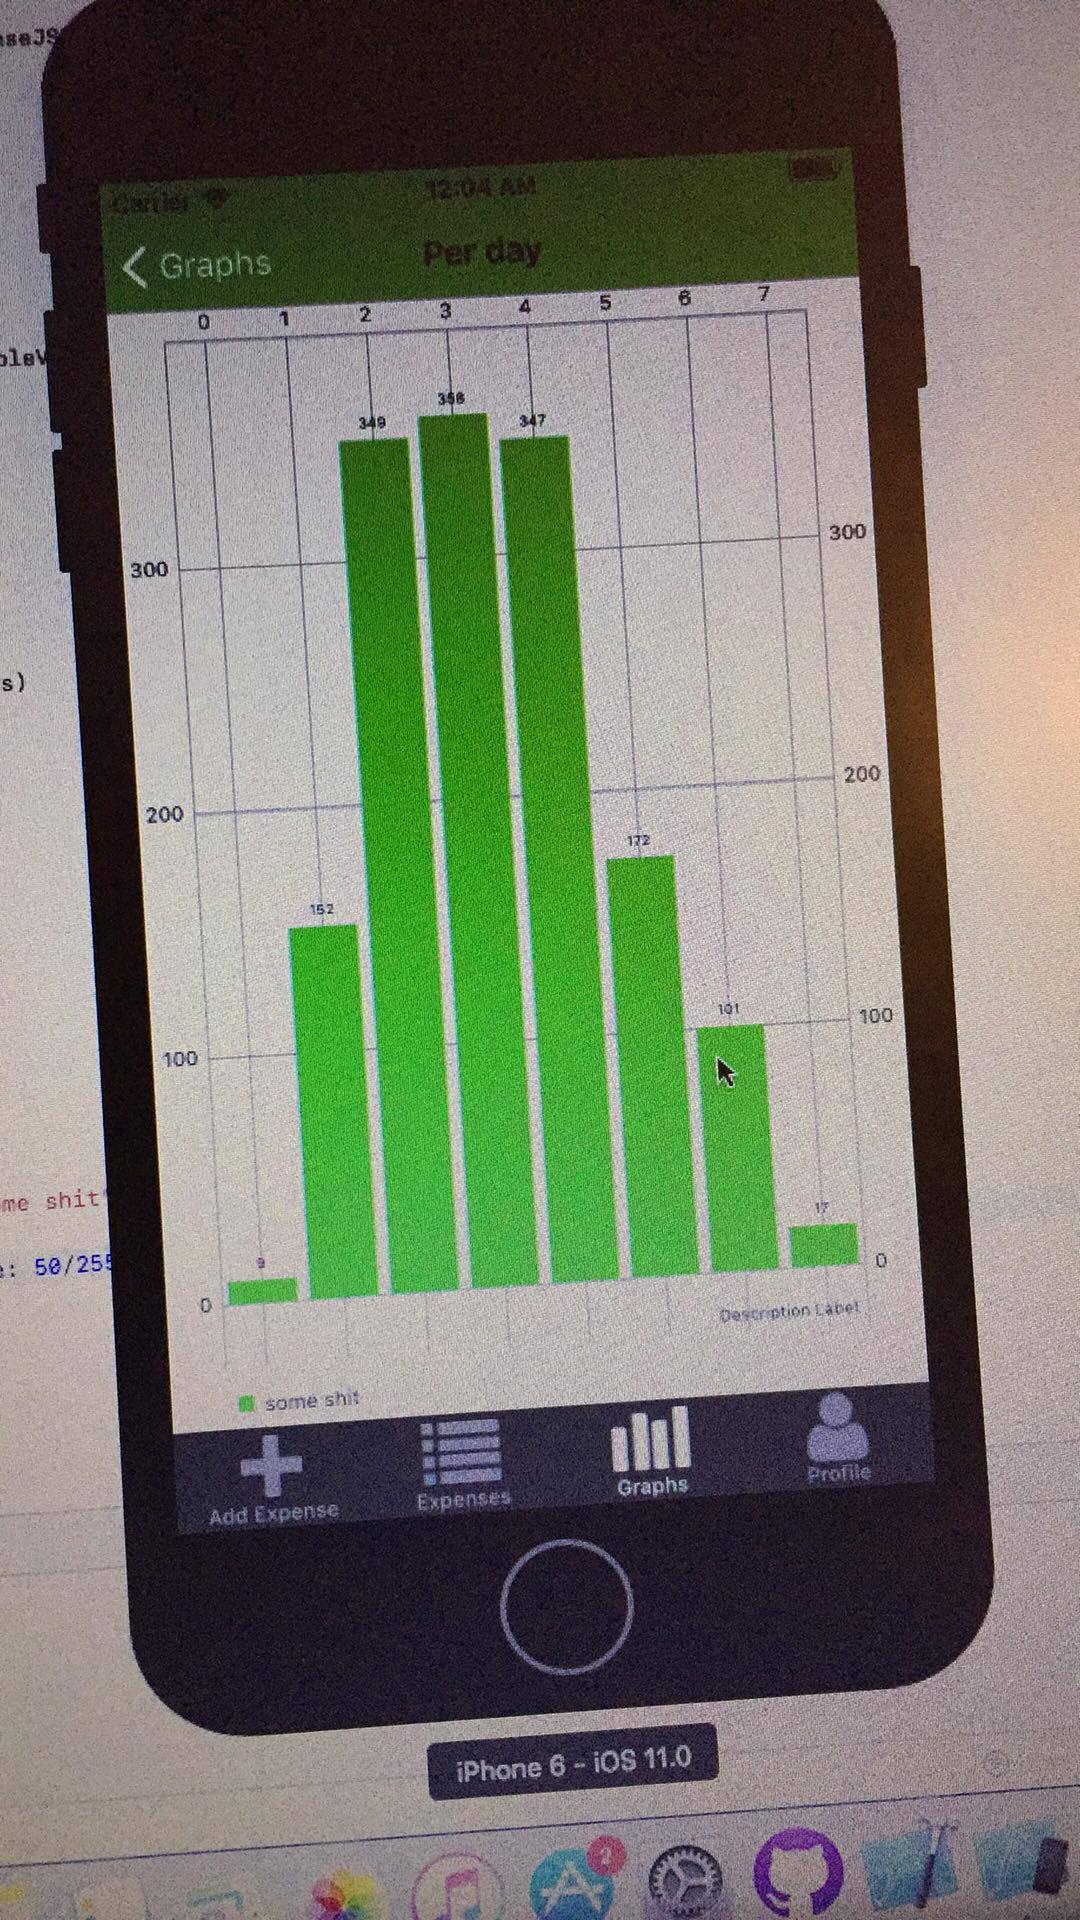 nseJS
Carrier 12:04 AM
Graphs Per day
0 1 2 3 4 5 6 7
bleV
349 358 347
300 300
s)
200 200
172
152
101
100 100
me shit"
17
9
e: 50/255
0 0
Description Label
some shit
Add Expense Expenses Graphs Profile
iPhone 6 - iOS 11.0
2